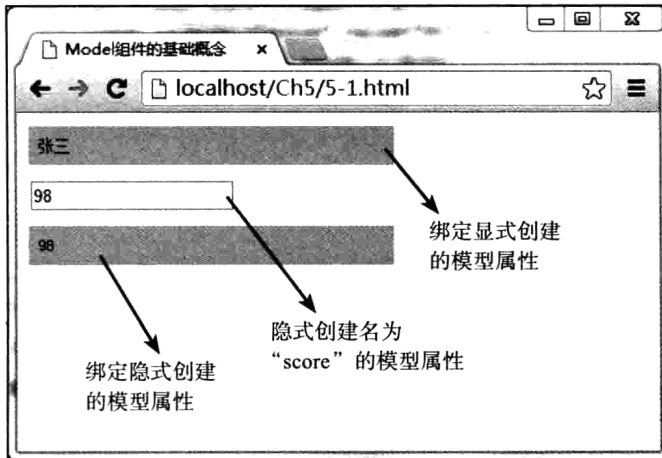 Model组件的基础概念
localhost/Ch5/5-1.html
张三
98
98
绑定显式创建
的模型属性
隐式创建名为
“score”的模型属性
绑定隐式创建
的模型属性